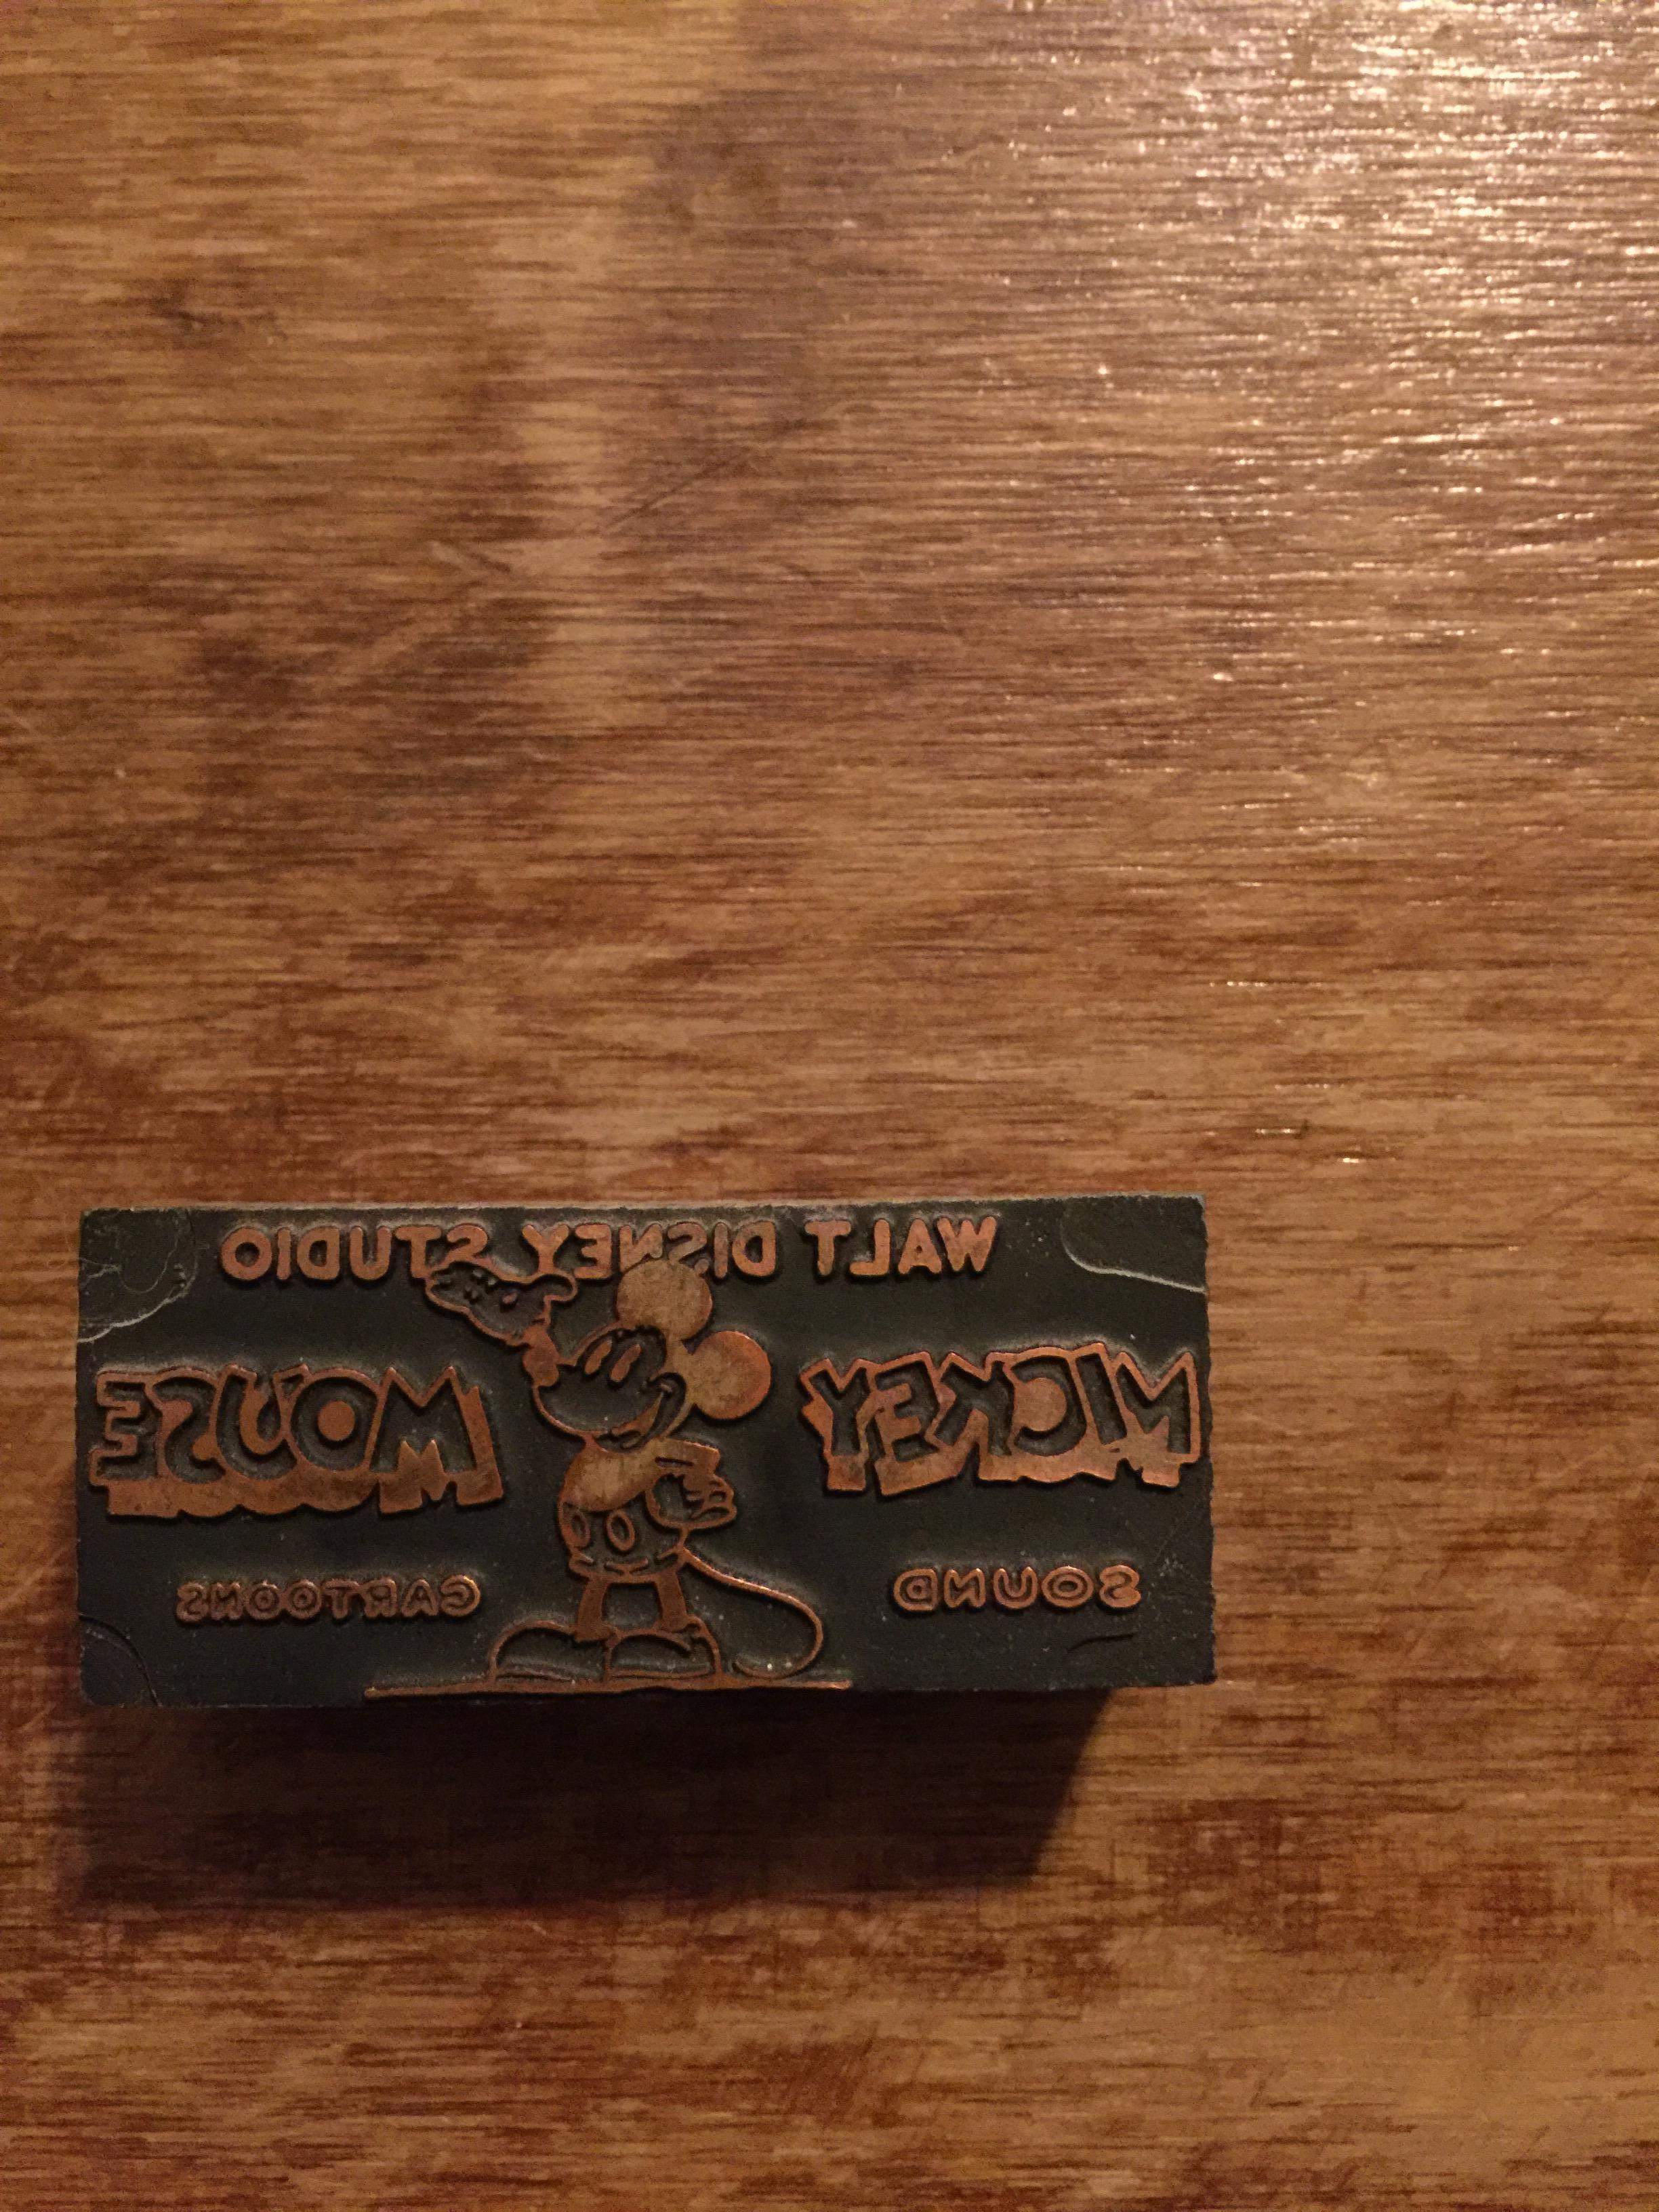 WALT DISNEY STUDIO
MICKEY MOUSE
SOUND CARTOONS